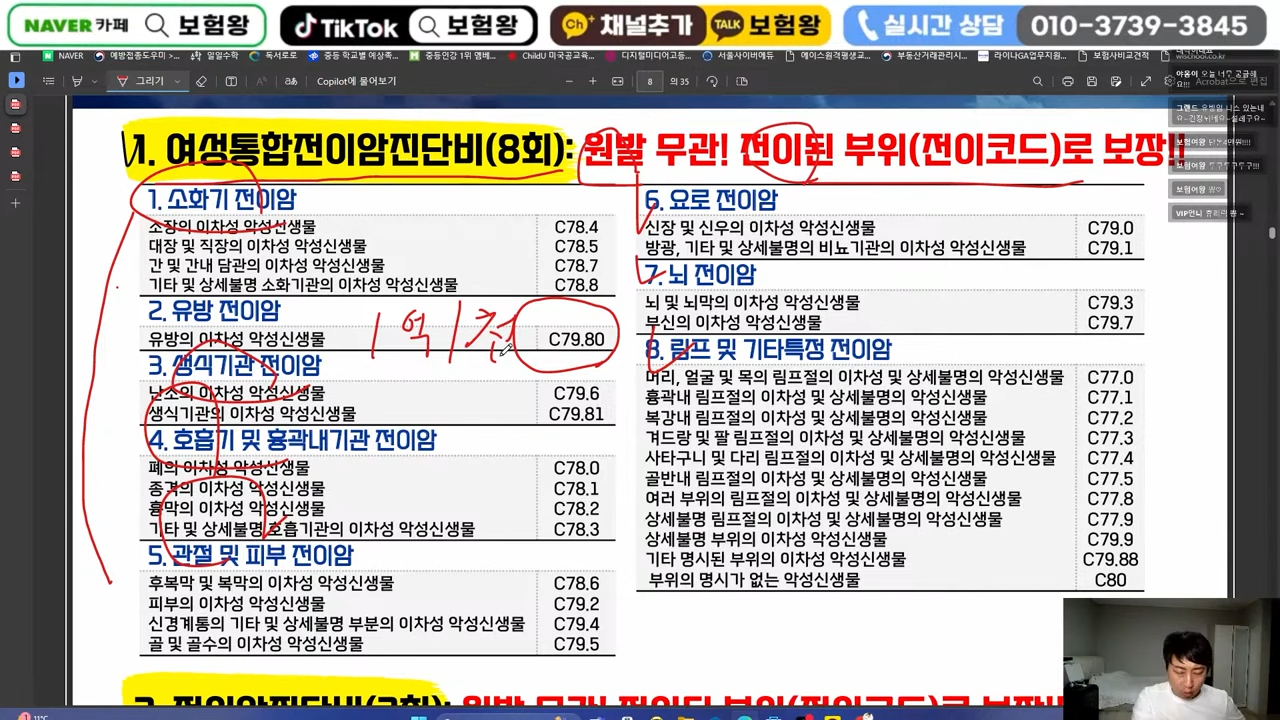 NAVER 카페 보험왕
TikTok 보험왕
Ch+ 채널추가 TALK 보험왕
실시간 상담 010-3739-3845
NAVER
그리기
Copilot에 물어보기
8 의 35
1. 여성통합전이암진단비(8회): 원발 무관! 전이된 부위(전이코드)로 보장!!
1. 소화기 전이암
소장의 이차성 악성신생물 C78.4
대장 및 직장의 이차성 악성신생물 C78.5
간 및 간내 담관의 이차성 악성신생물 C78.7
기타 및 상세불명 소화기관의 이차성 악성신생물 C78.8
2. 유방 전이암
유방의 이차성 악성신생물 C79.80
1억 1천
3. 생식기관 전이암
난소의 이차성 악성신생물 C79.6
생식기관의 이차성 악성신생물 C79.81
4. 호흡기 및 흉곽내기관 전이암
폐의 이차성 악성신생물 C78.0
종격의 이차성 악성신생물 C78.1
흉막의 이차성 악성신생물 C78.2
기타 및 상세불명 호흡기관의 이차성 악성신생물 C78.3
5. 관절 및 피부 전이암
후복막 및 복막의 이차성 악성신생물 C78.6
피부의 이차성 악성신생물 C79.2
신경계통의 기타 및 상세불명 부분의 이차성 악성신생물 C79.4
골 및 골수의 이차성 악성신생물 C79.5
6. 요로 전이암
신장 및 신우의 이차성 악성신생물 C79.0
방광, 기타 및 상세불명의 비뇨기관의 이차성 악성신생물 C79.1
7. 뇌 전이암
뇌 및 뇌막의 이차성 악성신생물 C79.3
부신의 이차성 악성신생물 C79.7
8. 림프 및 기타특정 전이암
머리, 얼굴 및 목의 림프절의 이차성 및 상세불명의 악성신생물 C77.0
흉곽내 림프절의 이차성 및 상세불명의 악성신생물 C77.1
복강내 림프절의 이차성 및 상세불명의 악성신생물 C77.2
겨드랑 및 팔 림프절의 이차성 및 상세불명의 악성신생물 C77.3
사타구니 및 다리 림프절의 이차성 및 상세불명의 악성신생물 C77.4
골반내 림프절의 이차성 및 상세불명의 악성신생물 C77.5
여러 부위의 림프절의 이차성 및 상세불명의 악성신생물 C77.8
상세불명 림프절의 이차성 및 상세불명의 악성신생물 C77.9
상세불명 부위의 이차성 악성신생물 C79.9
기타 명시된 부위의 이차성 악성신생물 C79.88
부위의 명시가 없는 악성신생물 C80
11°C